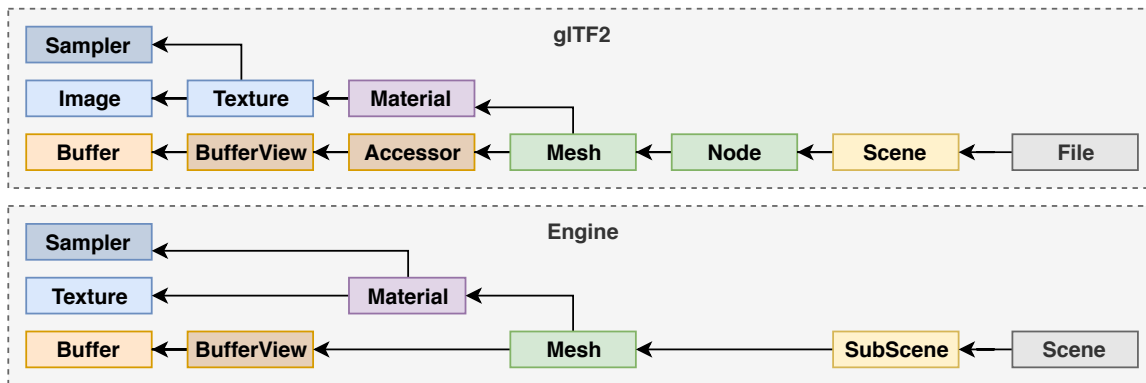 glTF2
Sampler
Image
Texture
Material
Buffer
BufferView
Accessor
Mesh
Node
Scene
File
Engine
Sampler
Texture
Material
Buffer
BufferView
Mesh
SubScene
Scene